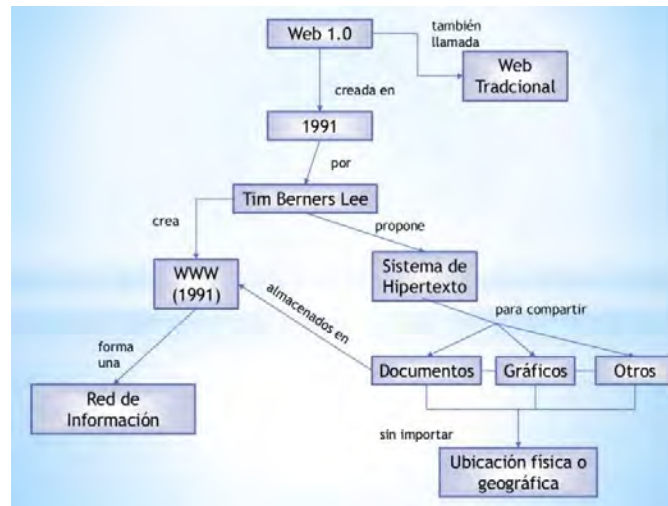 Web 1.0
también
llamada
Web
Tradcional
creada en
1991
por
Tim Berners Lee
crea
propone
WWW
(1991)
Sistema de
Hipertexto
almacenados en
para compartir
forma
una
Documentos
Gráficos
Otros
Red de
Información
sin importar
Ubicación física o
geográfica